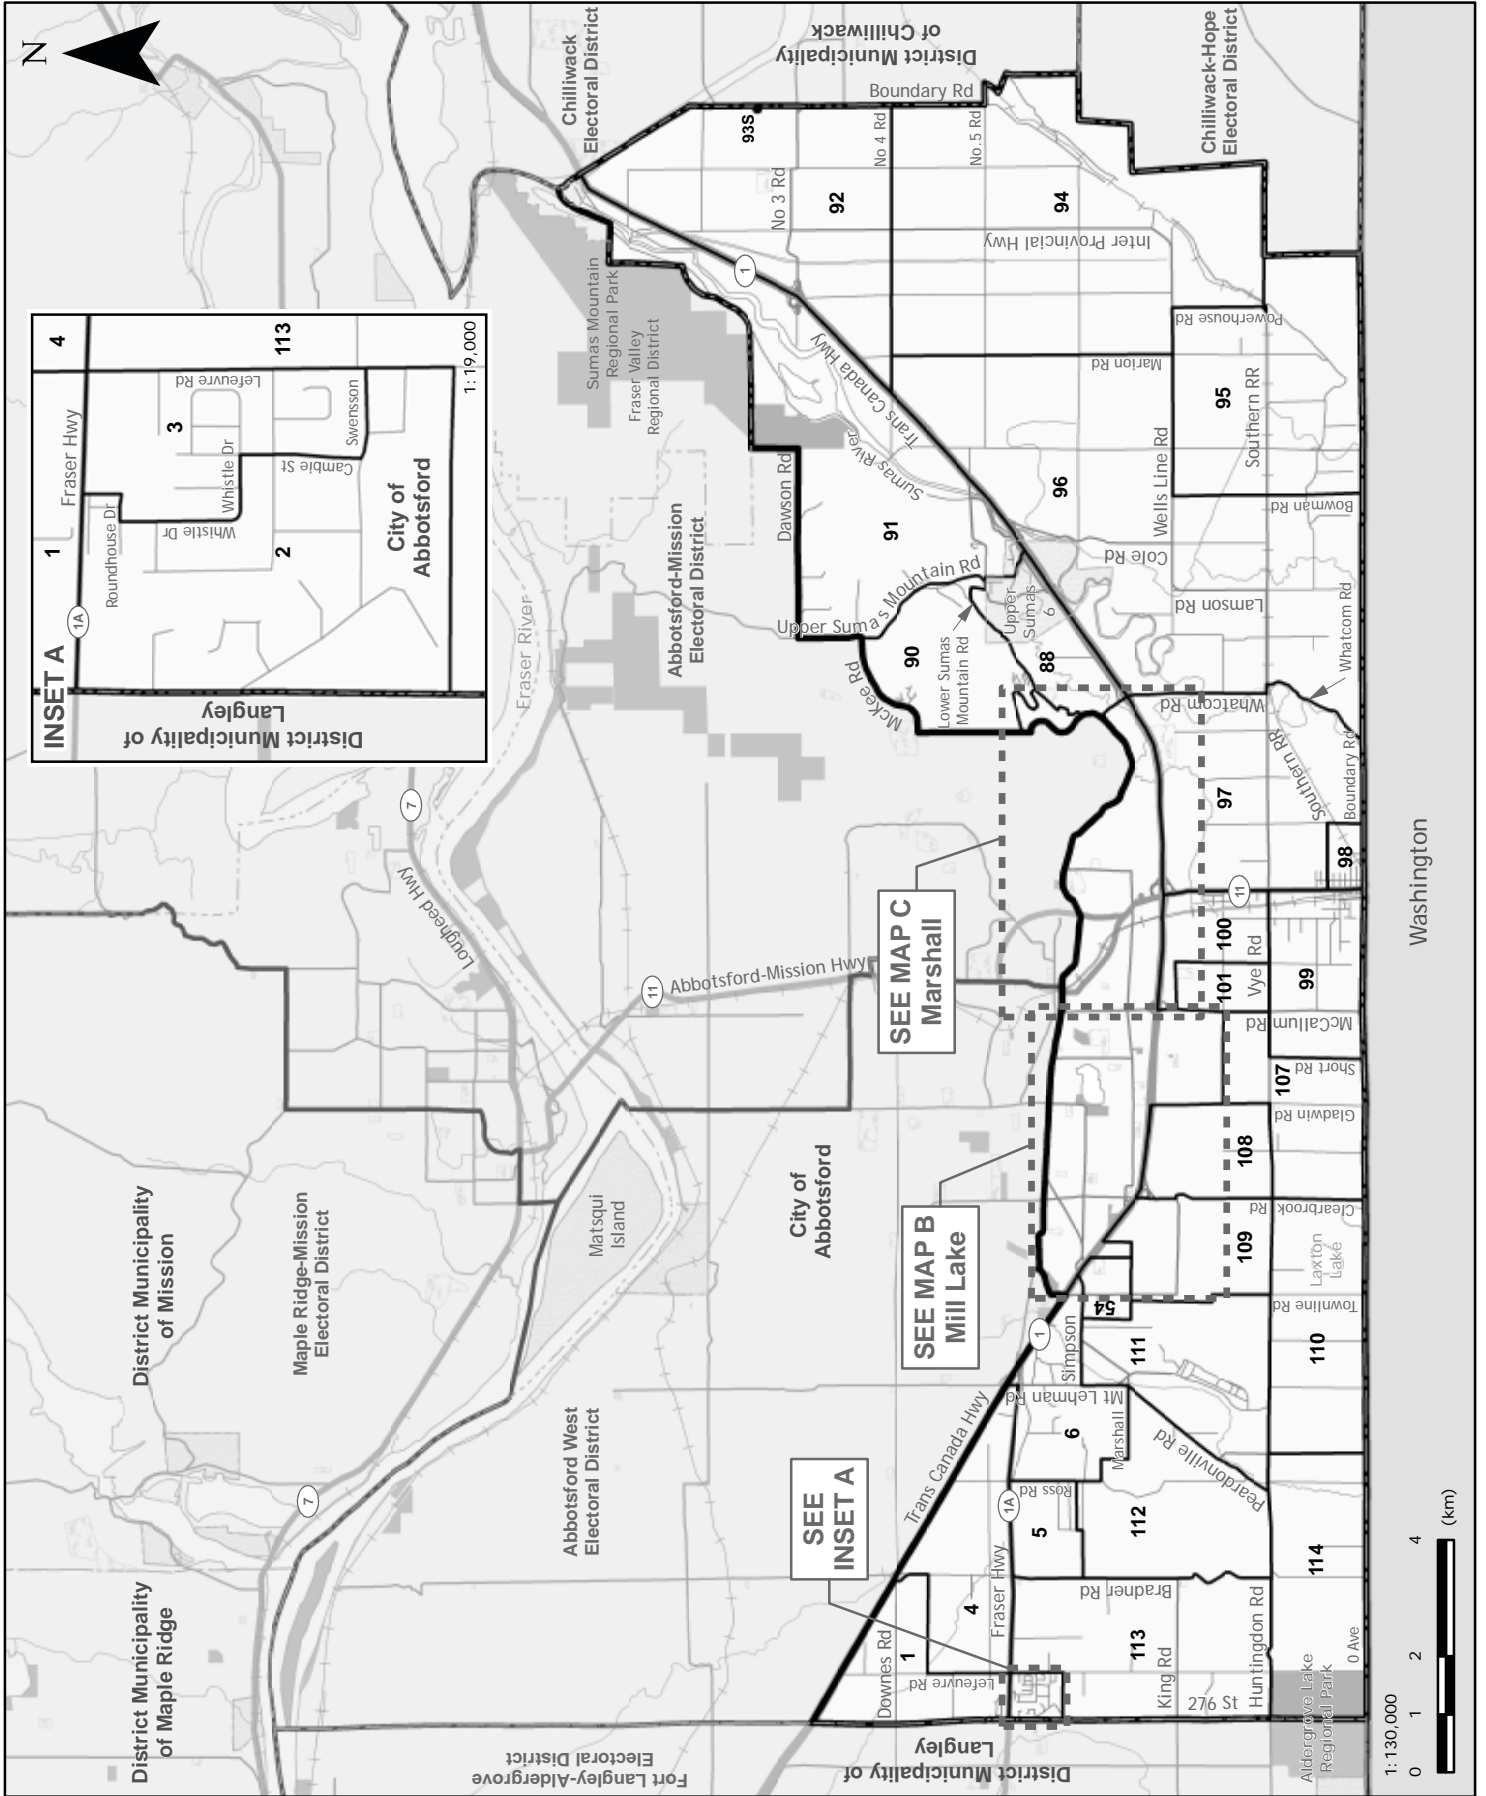 N
INSET A
1
4
Fraser Hwy
1A
Roundhouse Dr
Whistle Dr
Whistle Dr
3
Lefeuvre Rd
113
2
Cambie St
Swensson
City of
Abbotsford
District Municipality of
Langley
1:19,000
District Municipality
of Maple Ridge
District Municipality
of Mission
Maple Ridge-Mission
Electoral District
7
7
Lougheed Hwy
Fraser River
Matsqui
Island
11
Abbotsford-Mission Hwy
Abbotsford West
Electoral District
Abbotsford-Mission
Electoral District
City of
Abbotsford
Fort Langley-Aldergrove
Electoral District
District Municipality of
Langley
Chilliwack
Electoral District
District Municipality
of Chilliwack
Chilliwack-Hope
Electoral District
Sumas Mountain
Regional Park
Fraser Valley
Regional District
SEE
INSET A
SEE MAP B
Mill Lake
SEE MAP C
Marshall
Trans Canada Hwy
1
Downes Rd
1
4
Lefeuvre Rd
Fraser Hwy
1A
5
Ross Rd
6
Mt Lehman Rd
Simpson
Marshall
54
111
112
113
Bradner Rd
King Rd
276 St
Huntingdon Rd
Peardonville Rd
114
0 Ave
Aldergrove Lake
Regional Park
110
Townline Rd
109
Laxton
Lake
Clearbrook Rd
108
Gladwin Rd
107
Short Rd
McCallum Rd
101
100
Vye Rd
99
11
98
97
Boundary Rd
Southern RR
Whatcom Rd
Whatcom Rd
McKee Rd
90
Lower Sumas
Mountain Rd
88
Upper
Sumas
6
Upper Sumas Mountain Rd
Dawson Rd
91
Sumas River
Trans Canada Hwy
1
96
Cole Rd
Lamson Rd
Wells Line Rd
Bowman Rd
95
Southern RR
Marion Rd
Powerhouse Rd
Inter Provincial Hwy
94
92
No 3 Rd
No 4 Rd
No.5 Rd
93S
Boundary Rd
Washington
1:130,000
0 1 2 4
(km)